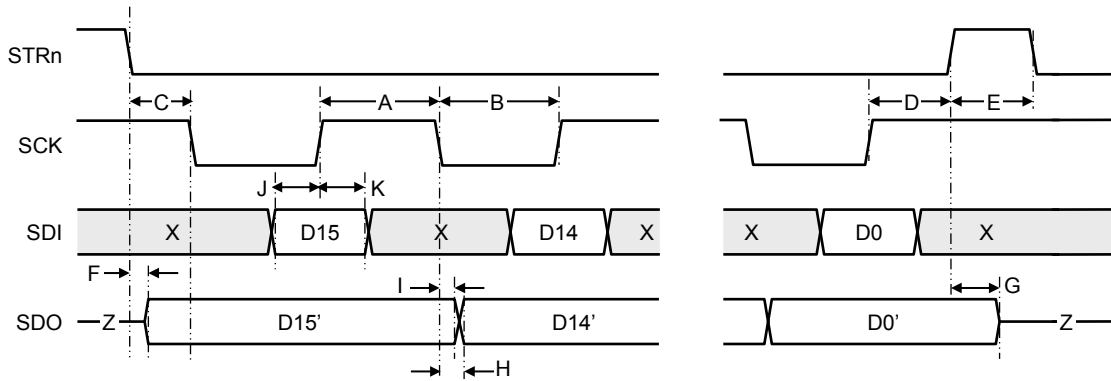 STRn
C
A
B
D
E
SCK
J
K
SDI
X
D15
X
D14
X
X
D0
X
F
I
G
SDO
Z
D15’
D14’
D0’
Z
H